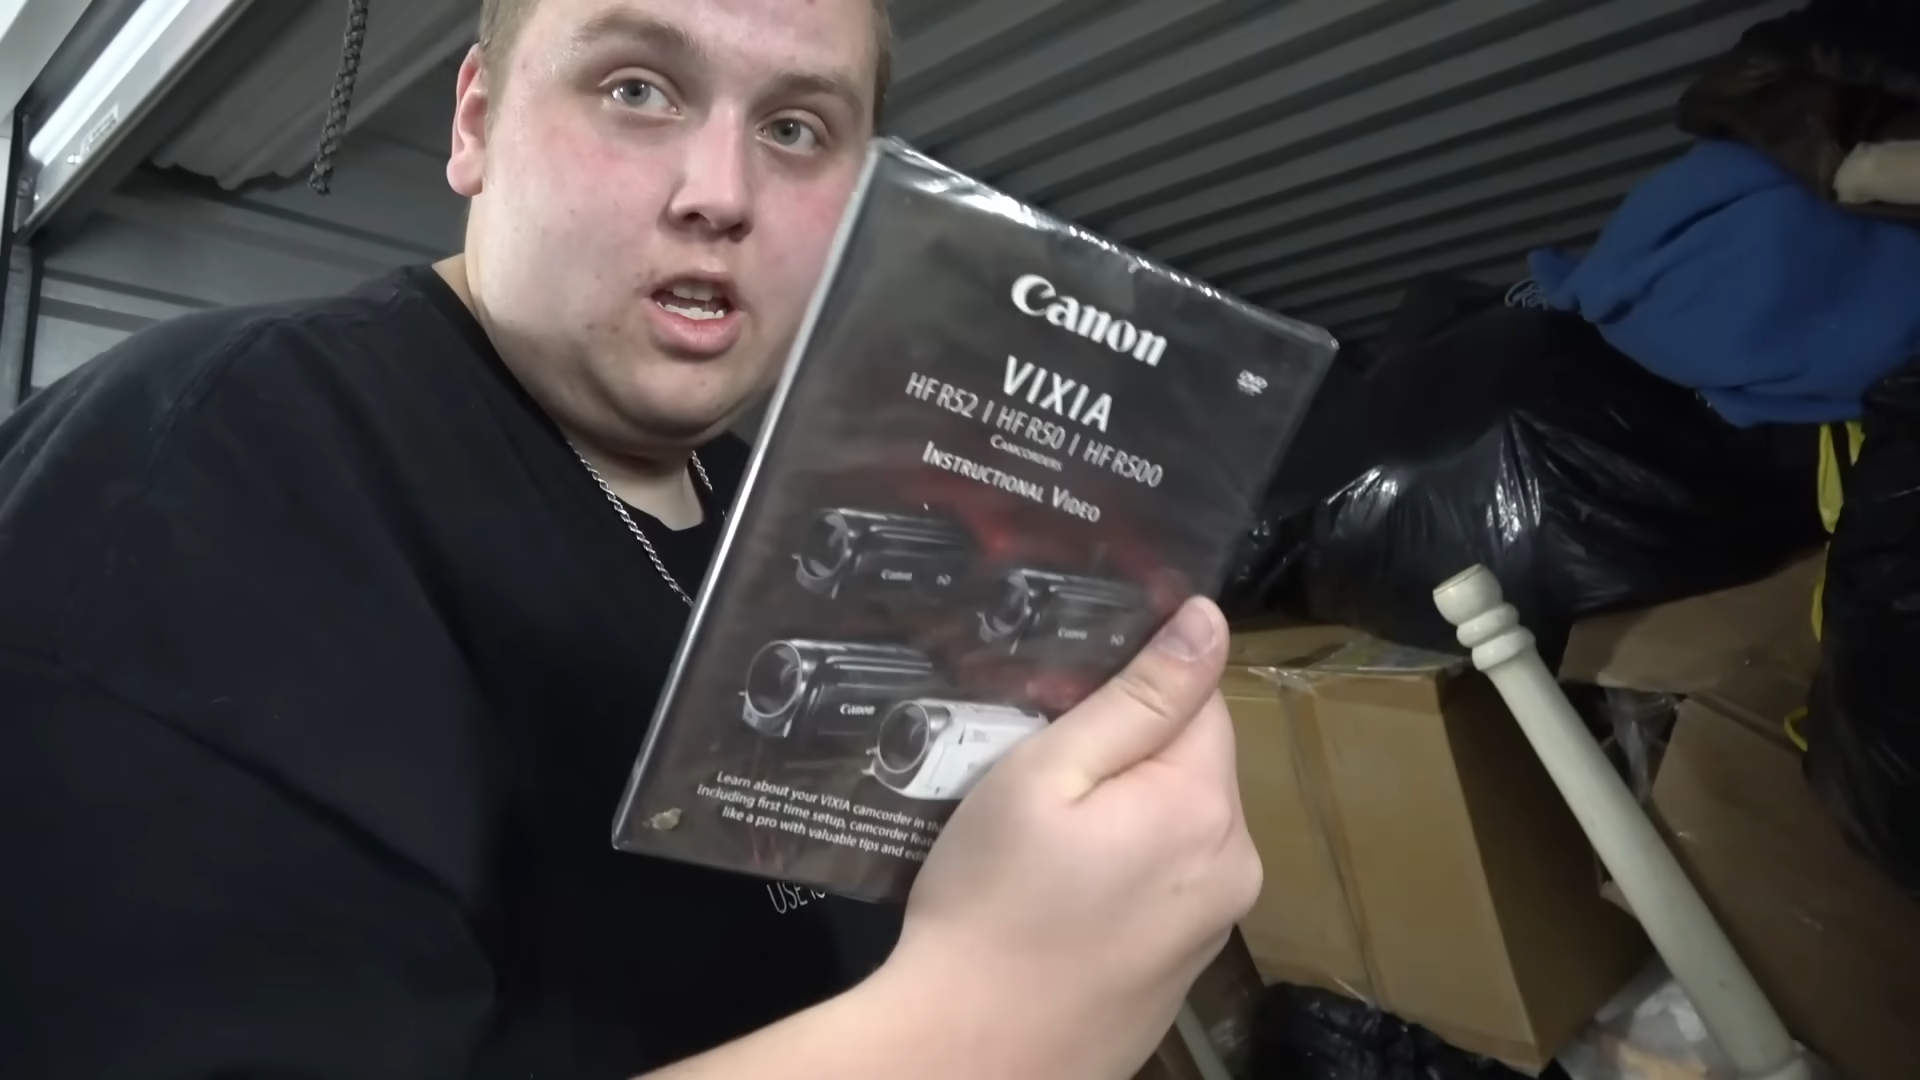 Canon
DVD
VIXIA
HF R52 | HF R50 | HF R500
CAMCORDERS
INSTRUCTIONAL VIDEO
Canon
Canon
Canon
Learn about your VIXIA camcorder in
Including first time setup, camcorder
like a pro with valuable tips and
USE